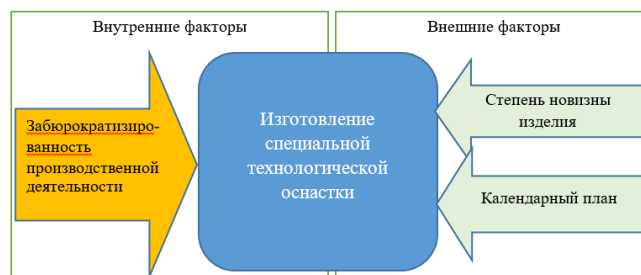 Внутренние факторы
Внешние факторы
Забюрократизиро-
ванность
производственной
деятельности
Изготовление
специальной
технологической
оснастки
Степень новизны
изделия
Календарный план